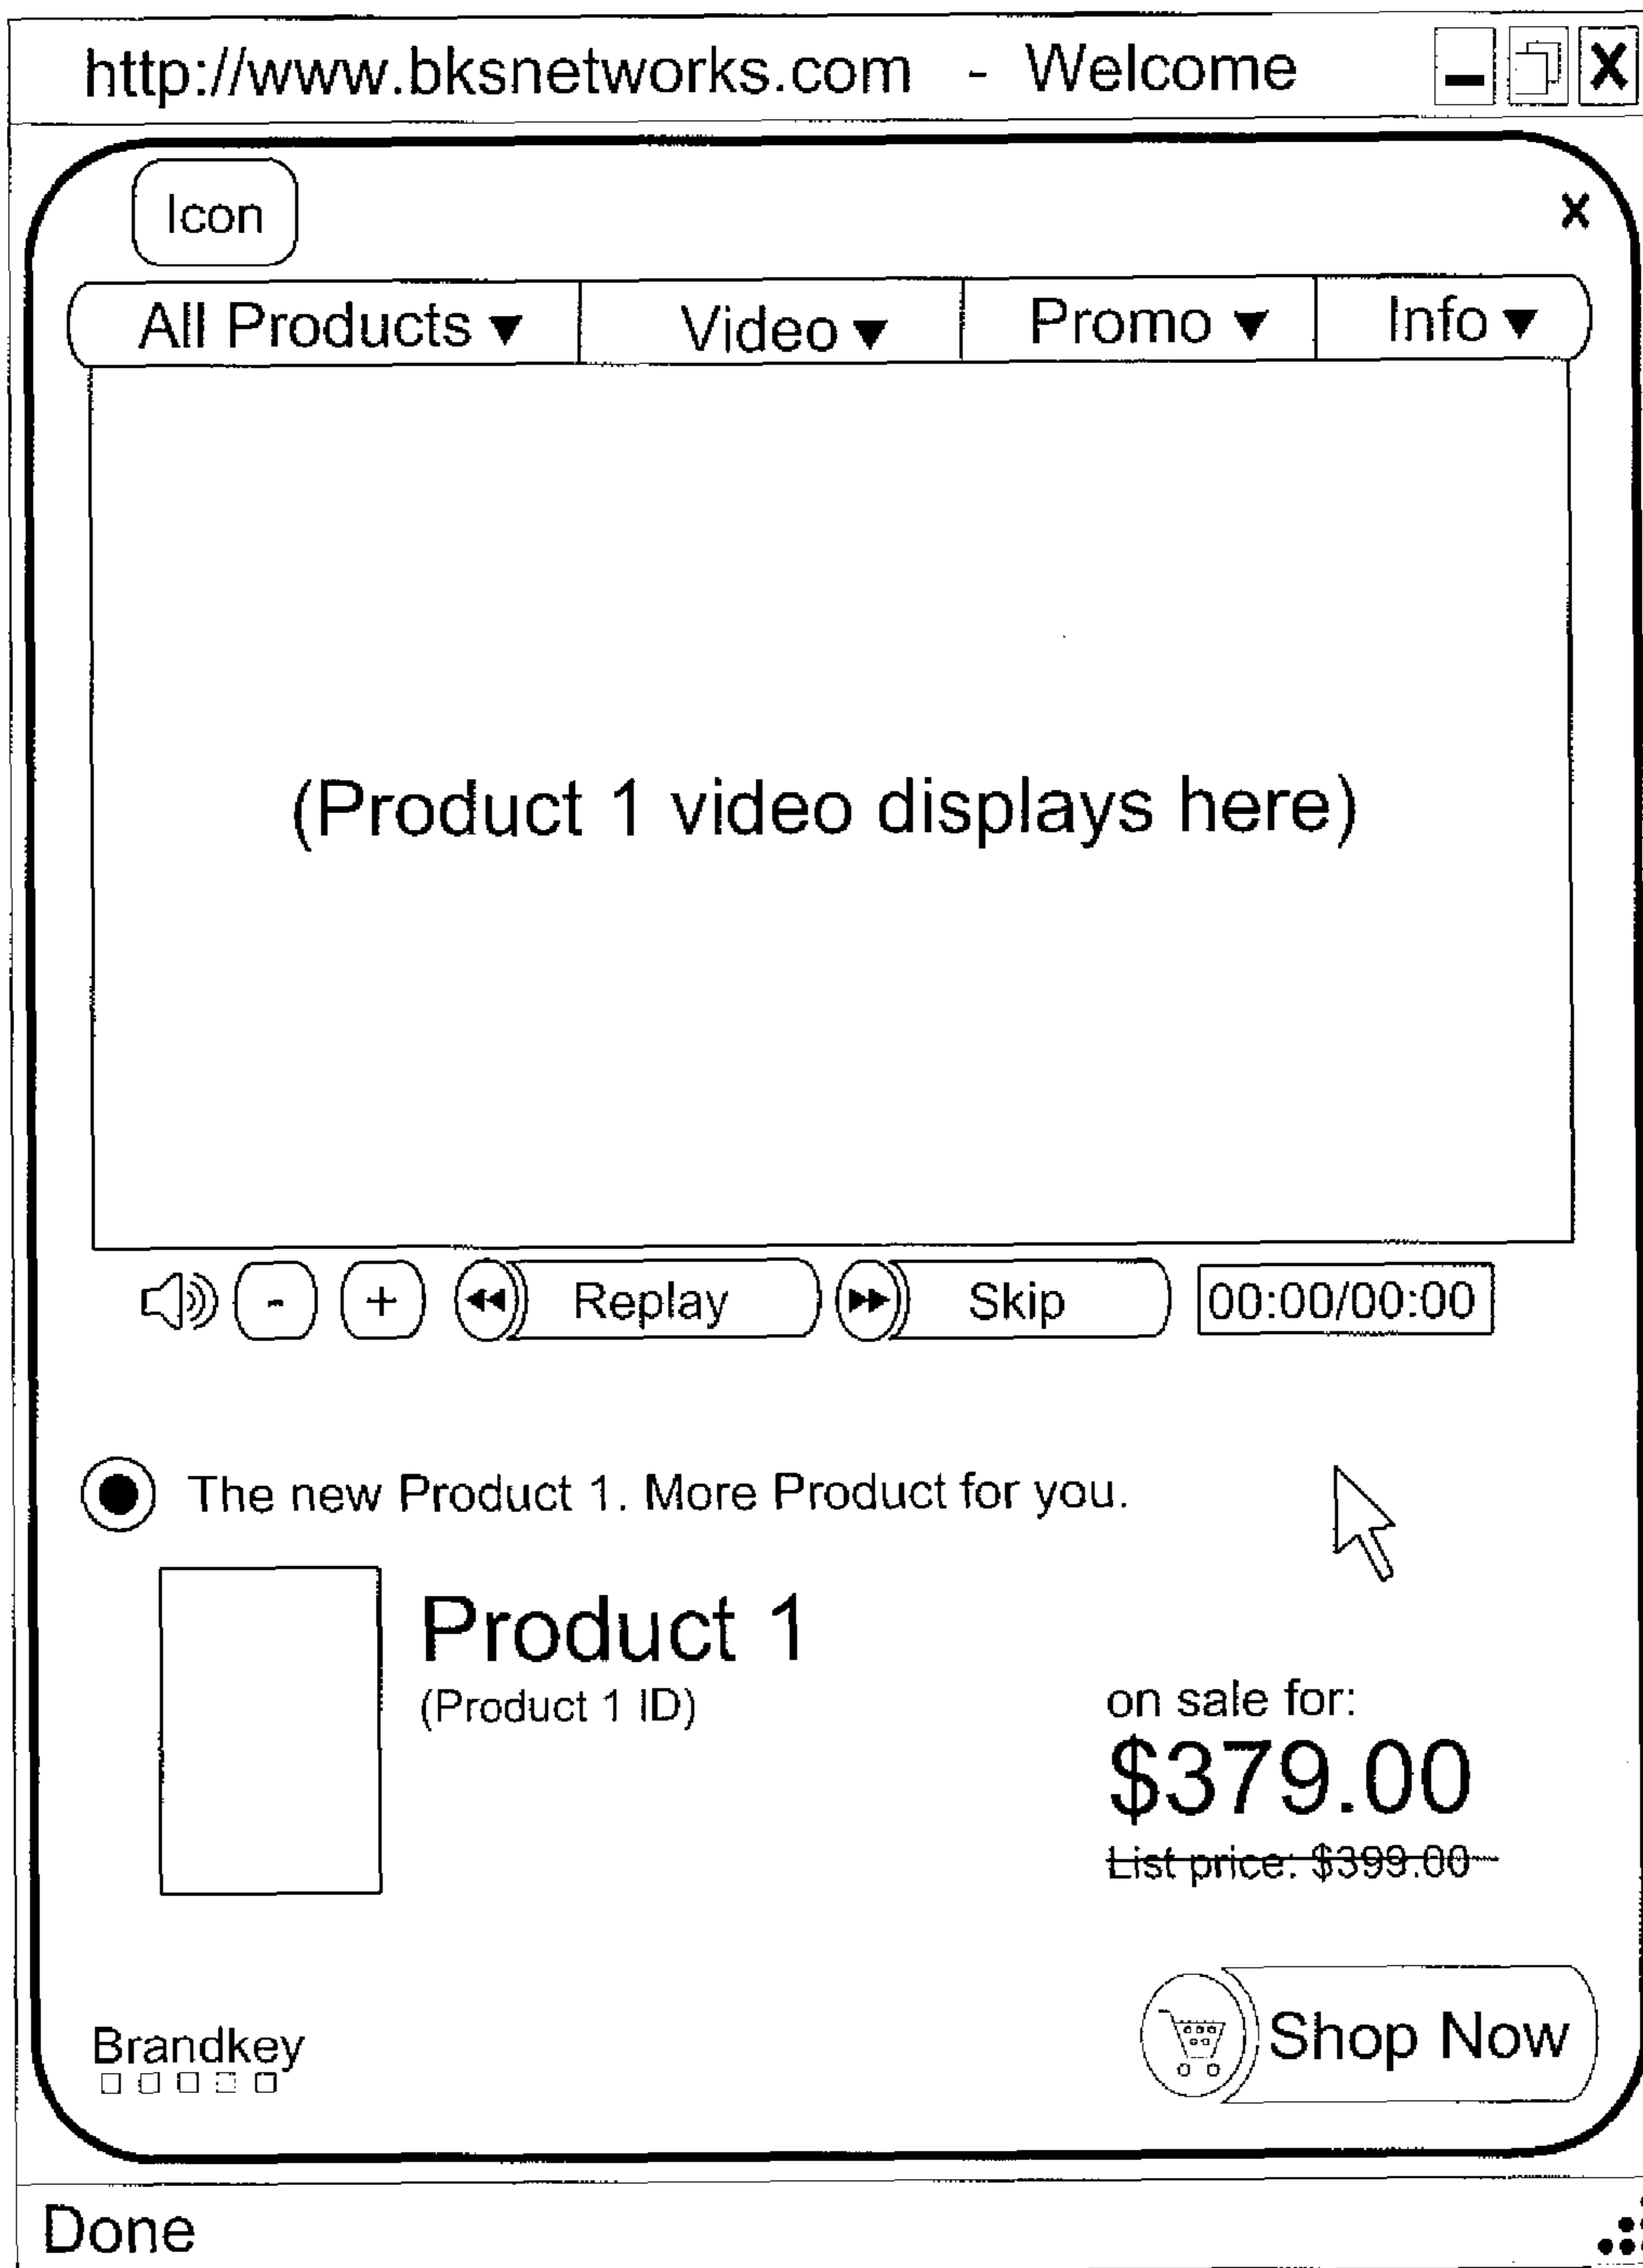 http://www.bksnetworks.com - Welcome
Icon x
All Products ▼ Video ▼ Promo ▼ Info ▼
(Product 1 video displays here)
- + Replay Skip 00:00/00:00
The new Product 1. More Product for you.
Product 1
(Product 1 ID)
on sale for:
$379.00
List price: $399.00
Shop Now
Brandkey
Done